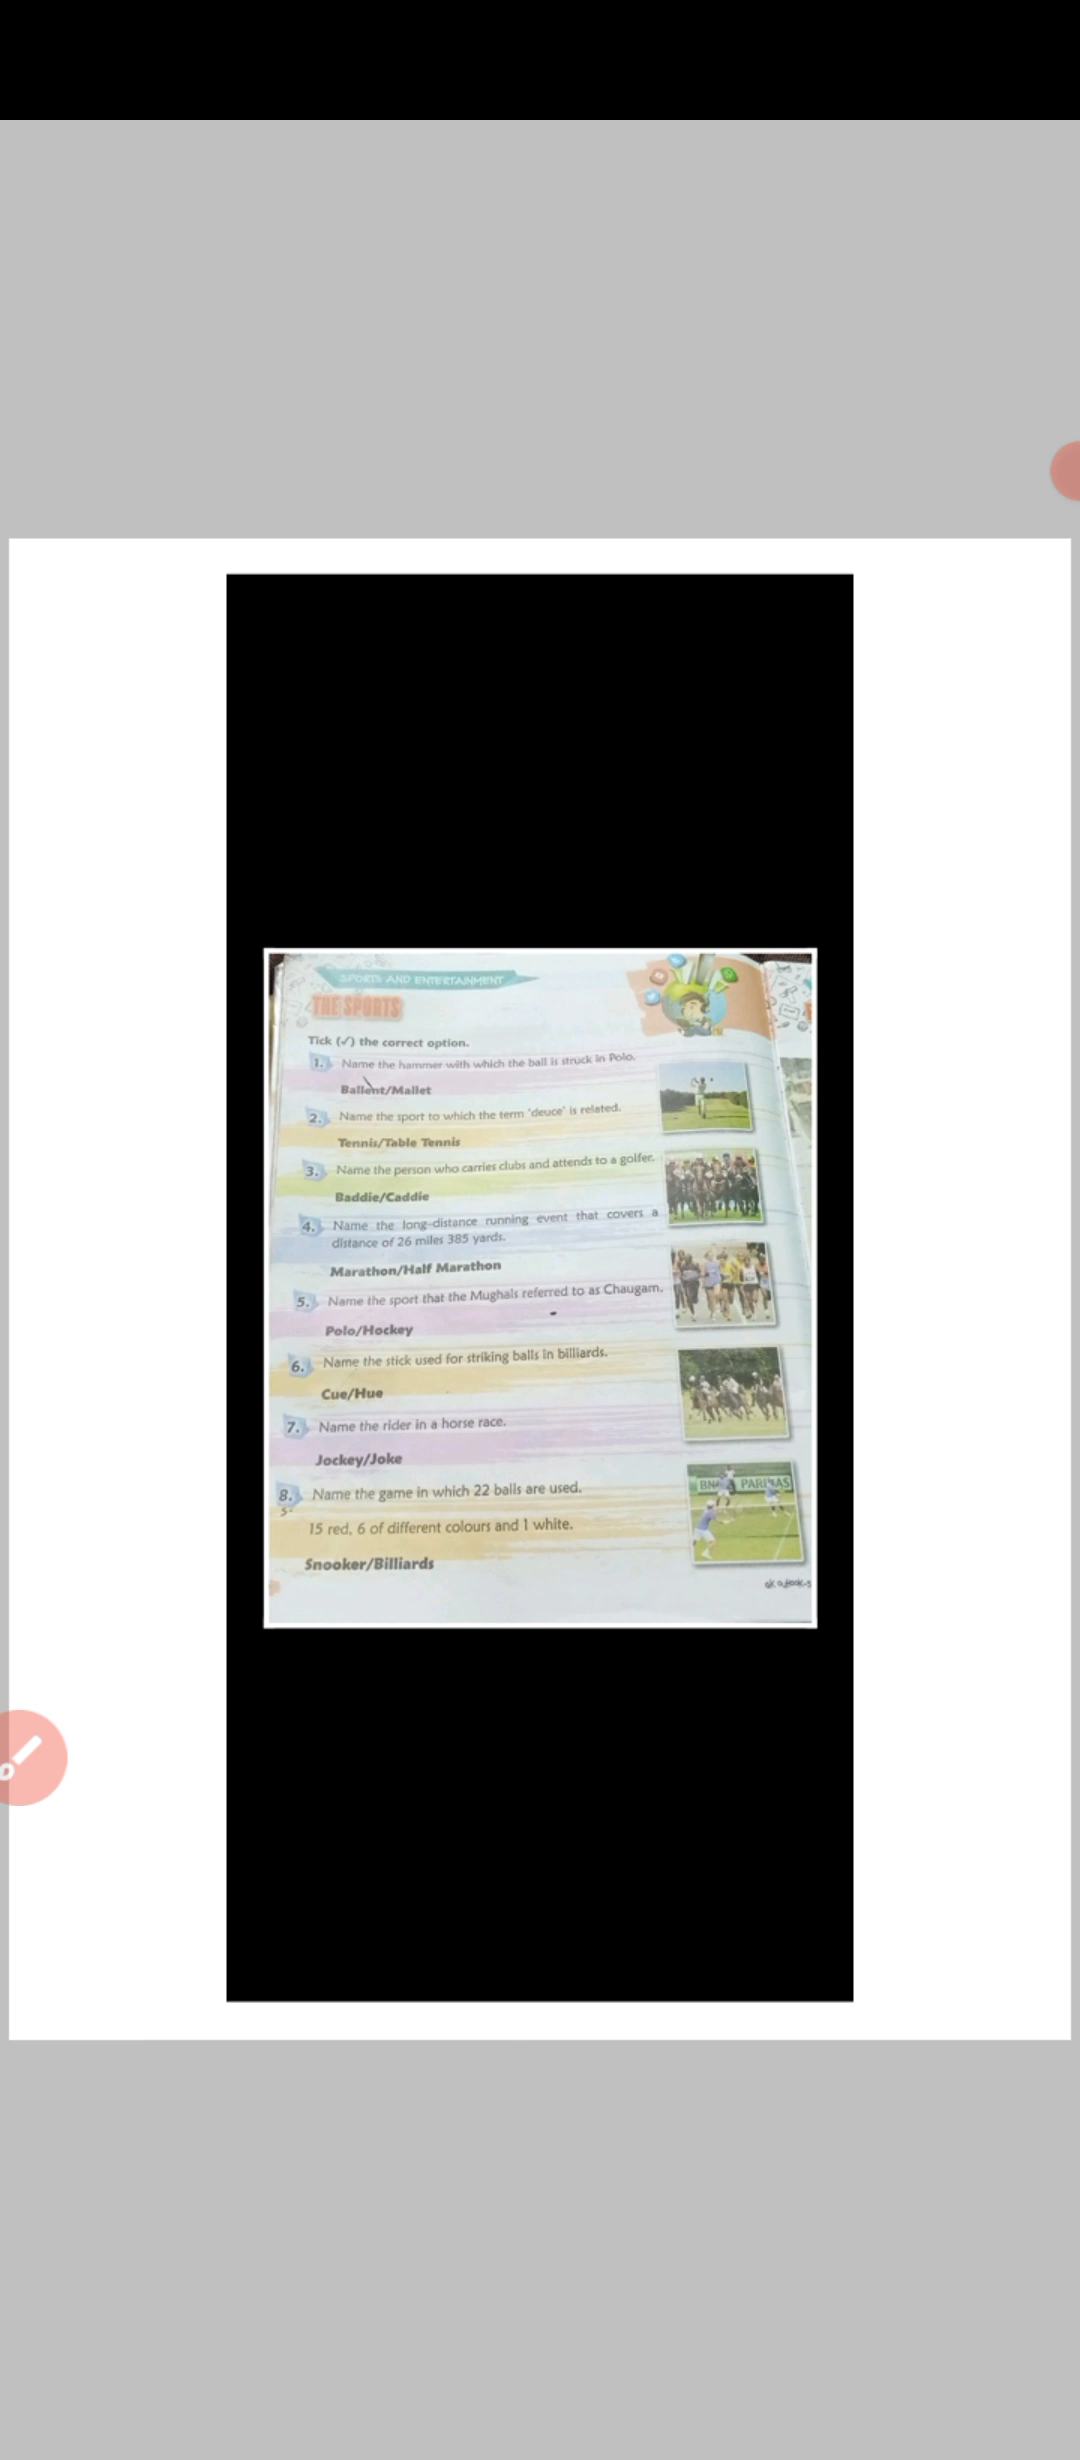 SPORTS AND ENTERTAINMENT
THE SPORTS
Tick (✓) the correct option.
1. Name the hammer with which the ball is struck in Polo.
Ballent/Mallet
2. Name the sport to which the term 'deuce' is related.
Tennis/Table Tennis
3. Name the person who carries clubs and attends to a golfer.
Baddie/Caddie
4. Name the long-distance running event that covers a
distance of 26 miles 385 yards.
Marathon/Half Marathon
5. Name the sport that the Mughals referred to as Chaugam.
Polo/Hockey
6. Name the stick used for striking balls in billiards.
Cue/Hue
7. Name the rider in a horse race.
Jockey/Joke
8. Name the game in which 22 balls are used.
15 red, 6 of different colours and 1 white.
Snooker/Billiards
PARIBAS